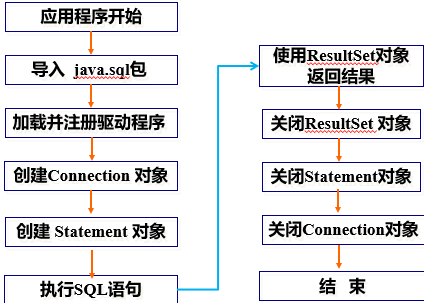 应用程序开始
导入 java.sql包
加载并注册驱动程序
创建Connection 对象
创建 Statement 对象
执行SQL语句
使用ResultSet对象
返回结果
关闭ResultSet 对象
关闭Statement对象
关闭Connection对象
结 束